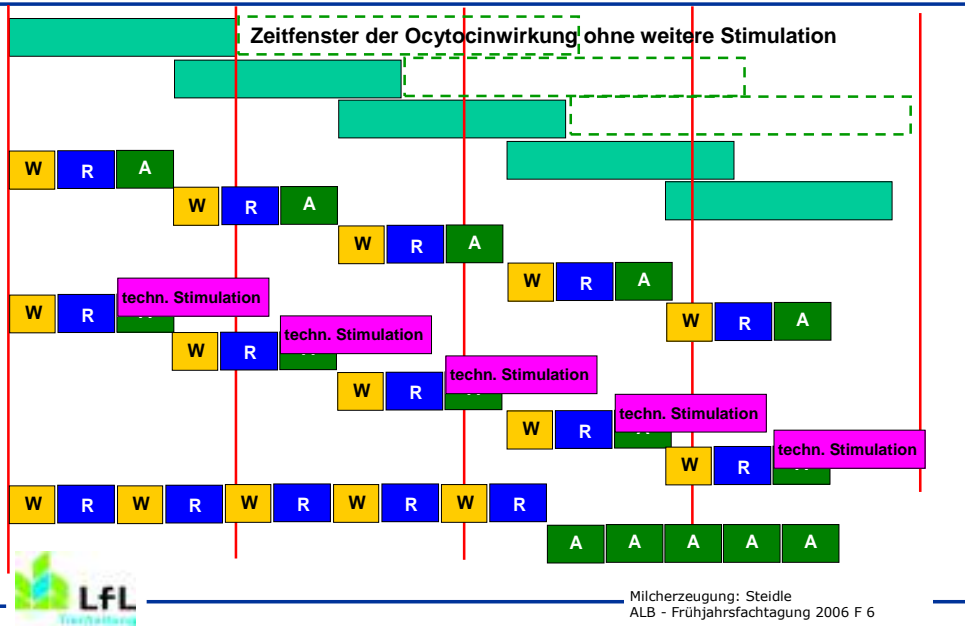 Zeitfenster der Ocytocinwirkung ohne weitere Stimulation
W R A
W R A
W R A
W R A
W R A
W R techn. Stimulation
W R techn. Stimulation
W R techn. Stimulation
W R techn. Stimulation
W R techn. Stimulation
W R W R W R W R W R
A A A A A
LfL
Tierhaltung
Milcherzeugung: Steidle
ALB - Frühjahrsfachtagung 2006 F 6